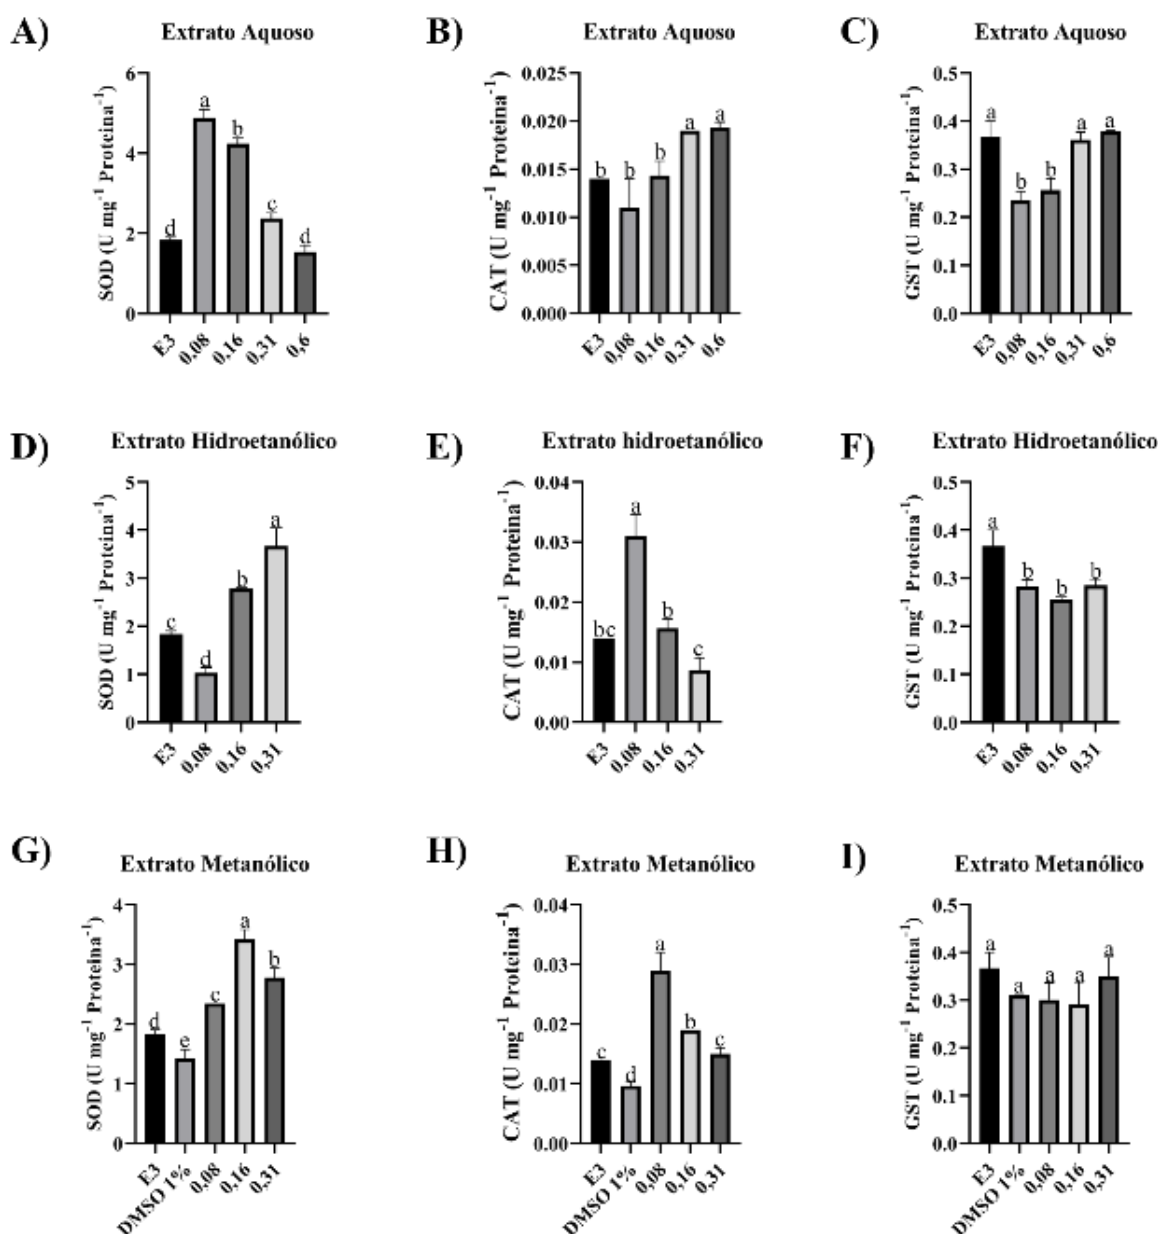 A) Extrato Aquoso
SOD (U mg-1 Proteina-1)
6
4
2
0
a
b
c
d
d
E3 0,08 0,16 0,31 0,6
B) Extrato Aquoso
CAT (U mg-1 Proteina-1)
0.025
0.020
0.015
0.010
0.005
0.000
b b b a a
E3 0,08 0,16 0,31 0,6
C) Extrato Aquoso
GST (U mg-1 Proteina-1)
0.5
0.4
0.3
0.2
0.1
0.0
a b b a a
E3 0,08 0,16 0,31 0,6
D) Extrato Hidroetanólico
SOD (U mg-1 Proteina-1)
5
4
3
2
1
0
c d b a
E3 0,08 0,16 0,31
E) Extrato hidroetanólico
CAT (U mg-1 Proteina-1)
0.04
0.03
0.02
0.01
0.00
bc a b c
E3 0,08 0,16 0,31
F) Extrato Hidroetanólico
GST (U mg-1 Proteina-1)
0.5
0.4
0.3
0.2
0.1
0.0
a b b b
E3 0,08 0,16 0,31
G) Extrato Metanólico
SOD (U mg-1 Proteina-1)
4
3
2
1
0
d e c a b
E3 DMSO 1% 0,08 0,16 0,31
H) Extrato Metanólico
CAT (U mg-1 Proteina-1)
0.04
0.03
0.02
0.01
0.00
c d a b c
E3 DMSO 1% 0,08 0,16 0,31
I) Extrato Metanólico
GST (U mg-1 Proteina-1)
0.5
0.4
0.3
0.2
0.1
0.0
a a a a a
E3 DMSO 1% 0,08 0,16 0,31